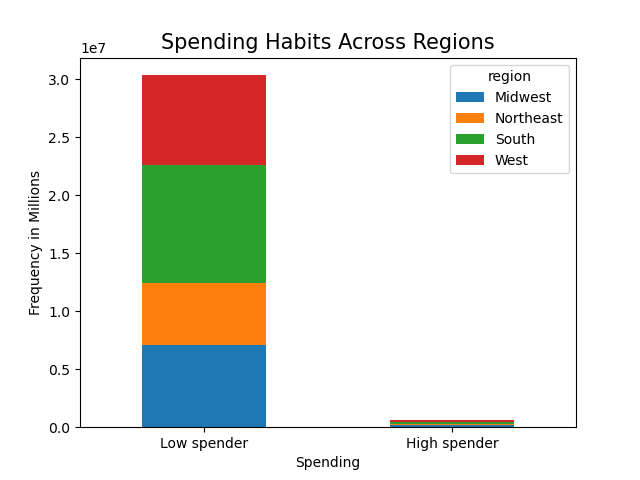 Spending Habits Across Regions
1e7
3.0
2.5
2.0
1.5
1.0
0.5
0.0
Frequency in Millions
region
Midwest
Northeast
South
West
Low spender
High spender
Spending